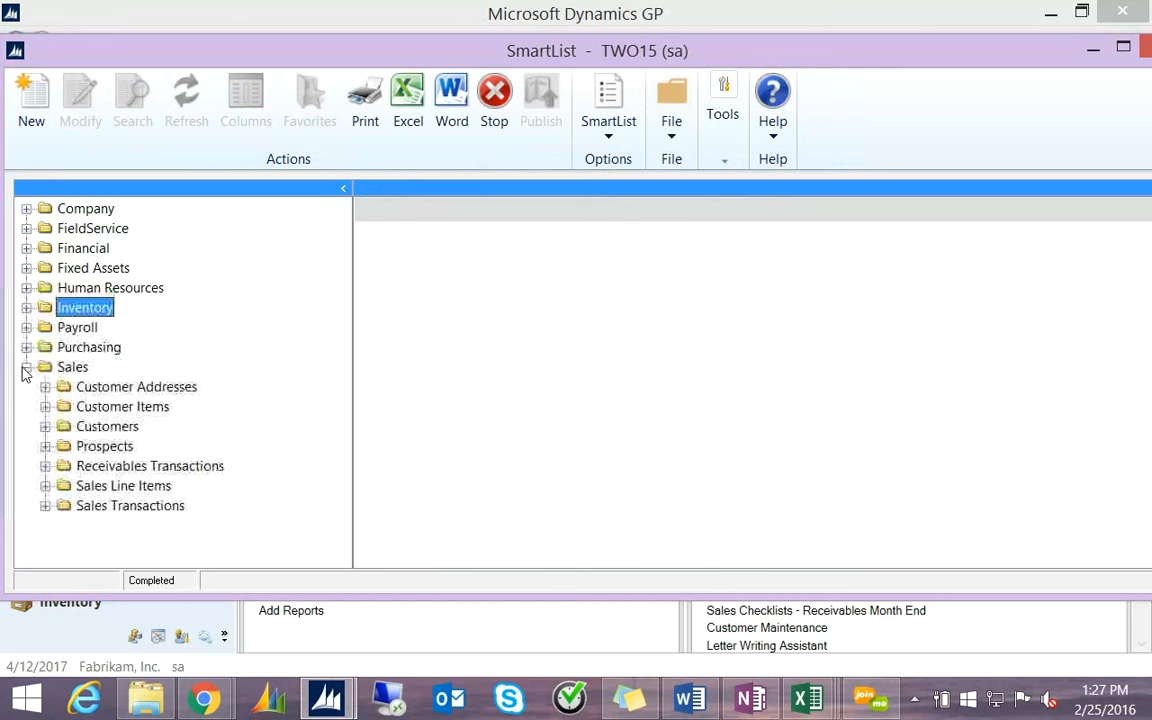 Microsoft Dynamics GP
SmartList - TWO15 (sa)
New Modify Search Refresh Columns Favorites Print Excel Word Stop Publish SmartList File Tools Help
Actions Options File Help
Company
FieldService
Financial
Fixed Assets
Human Resources
Inventory
Payroll
Purchasing
Sales
Customer Addresses
Customer Items
Customers
Prospects
Receivables Transactions
Sales Line Items
Sales Transactions
Completed
Inventory
Add Reports
Sales Checklists - Receivables Month End
Customer Maintenance
Letter Writing Assistant
4/12/2017 Fabrikam, Inc. sa
join me
1:27 PM
2/25/2016